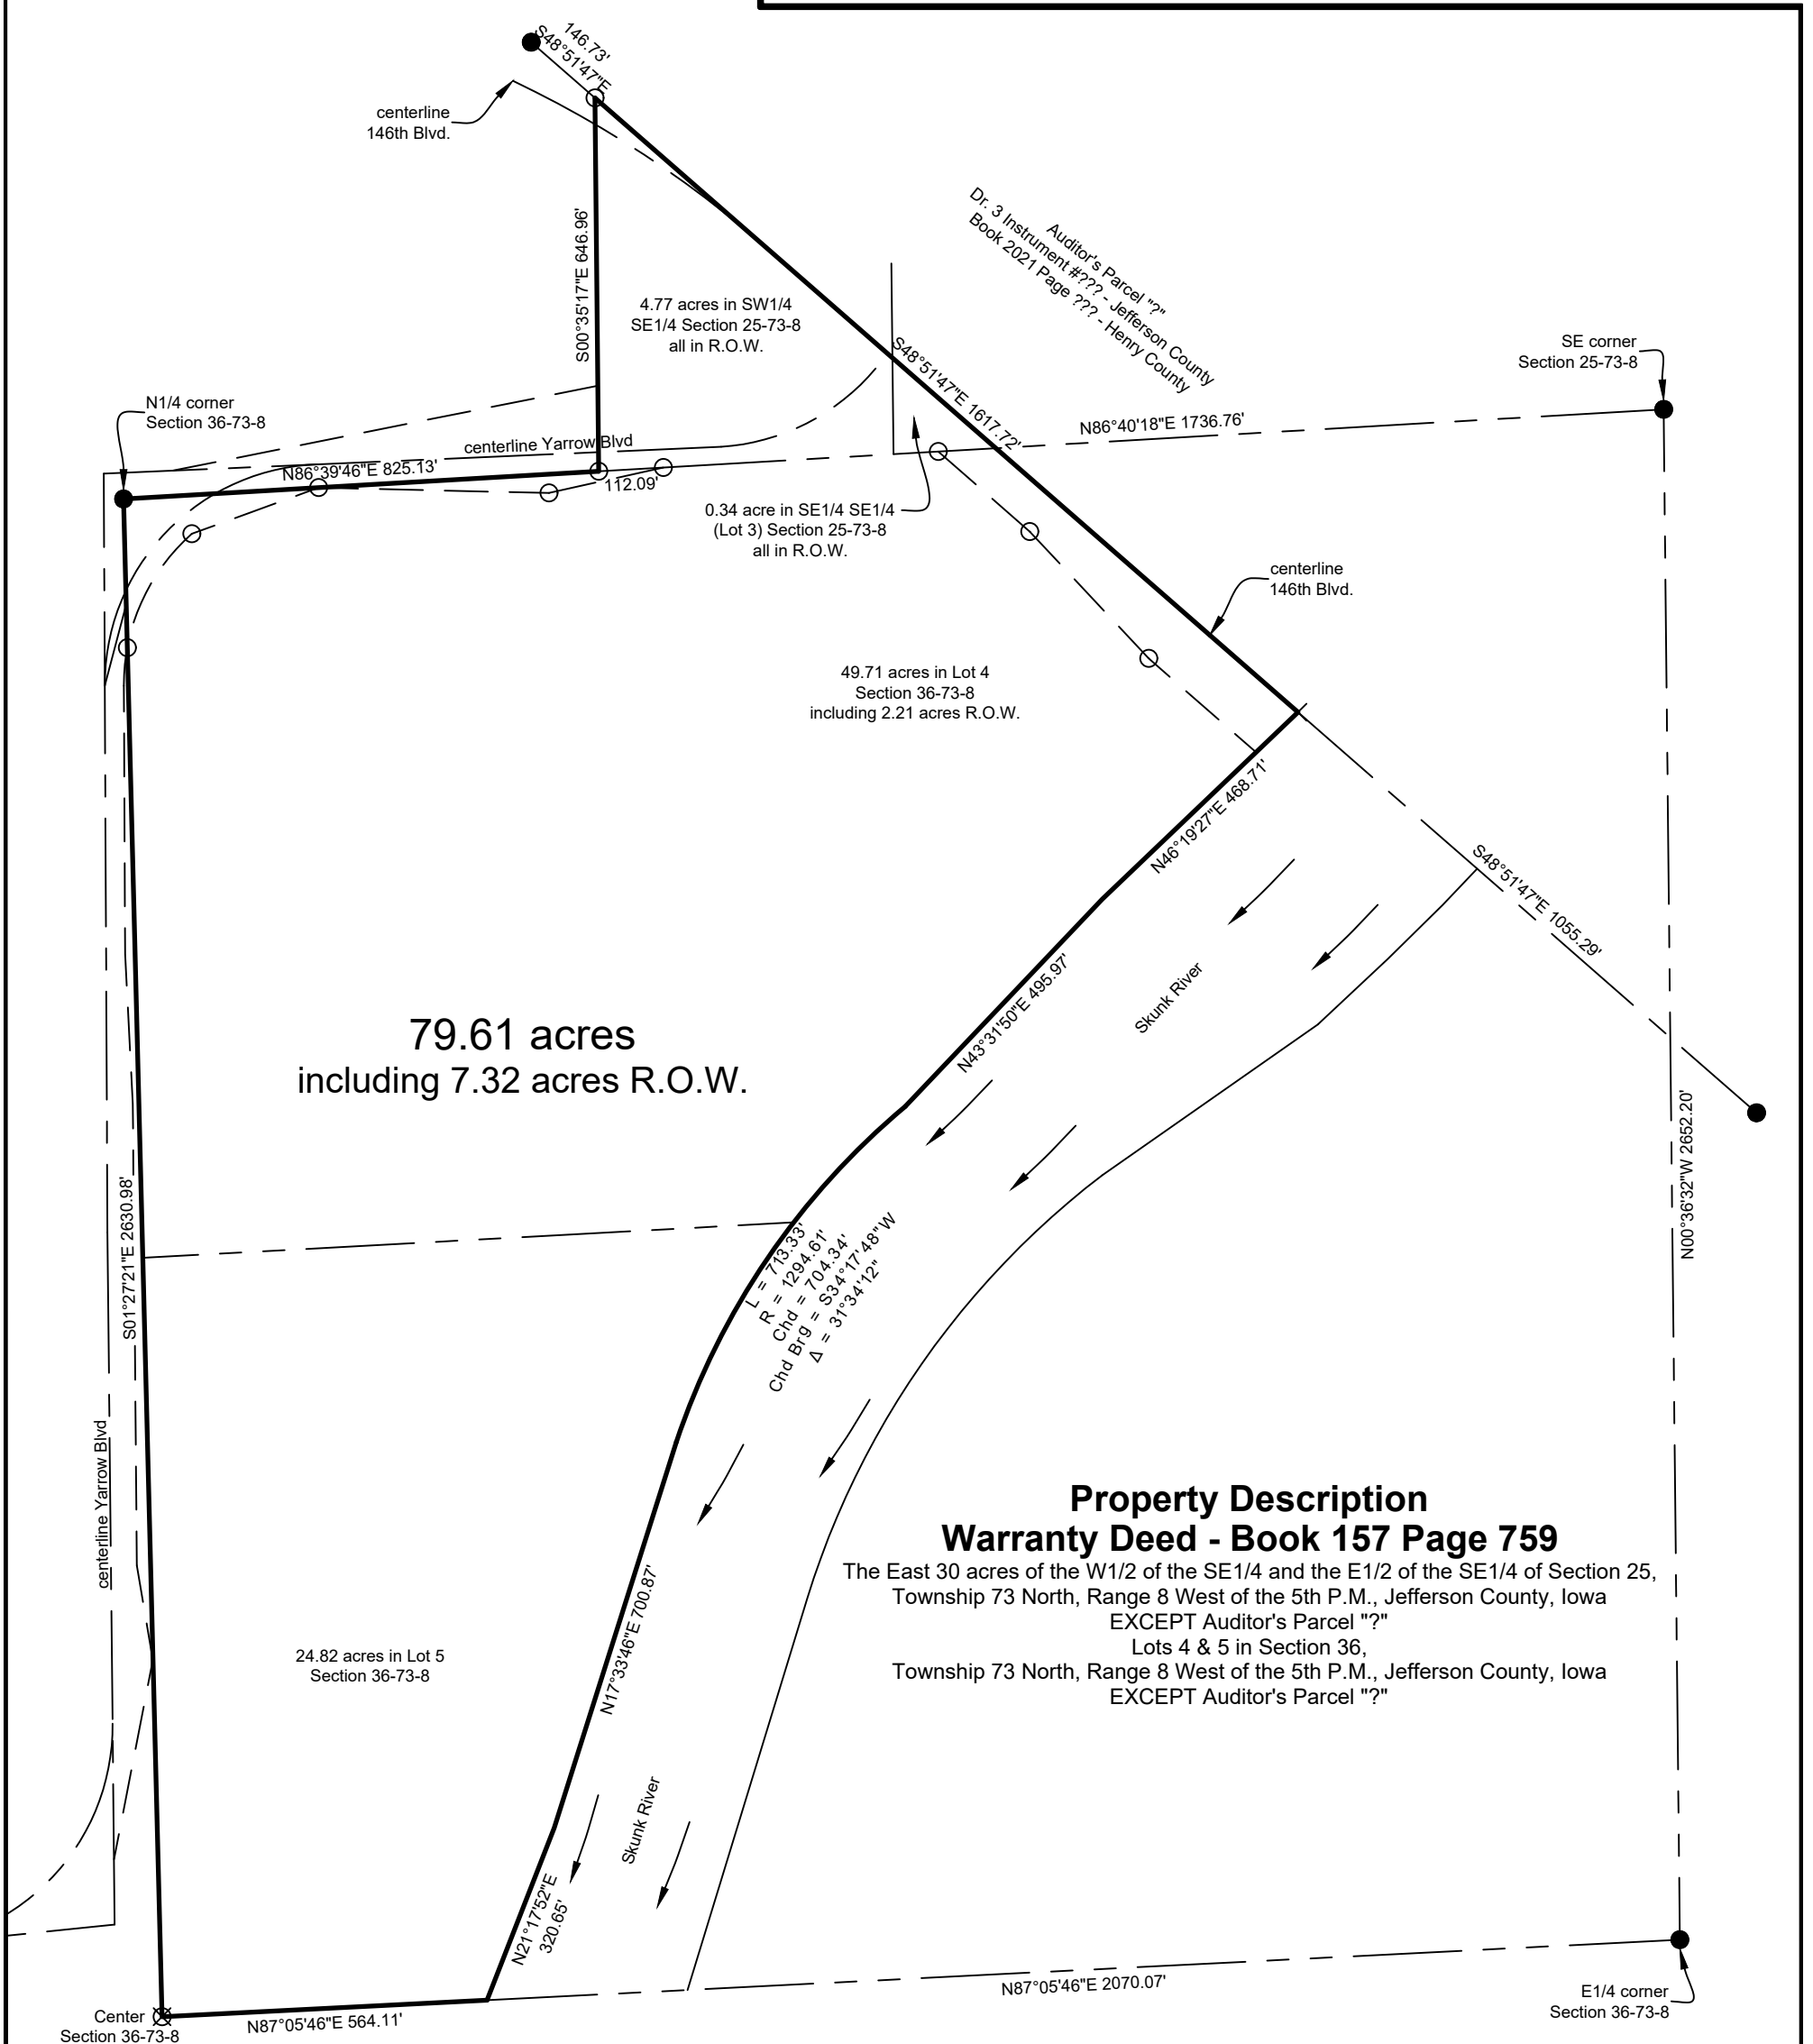 146.73'
S48°51'47"E
centerline
146th Blvd.
S00°35'17"E 646.96'
Auditor's Parcel "?"
Dr. 3 Instrument #??? - Jefferson County
Book 2021 Page ??? - Henry County
4.77 acres in SW1/4
SE1/4 Section 25-73-8
all in R.O.W.
S48°51'47"E 1617.72'
SE corner
Section 25-73-8
N1/4 corner
Section 36-73-8
N86°40'18"E 1736.76'
centerline Yarrow Blvd
N86°39'46"E 825.13'
112.09'
0.34 acre in SE1/4 SE1/4
(Lot 3) Section 25-73-8
all in R.O.W.
centerline
146th Blvd.
49.71 acres in Lot 4
Section 36-73-8
including 2.21 acres R.O.W.
N46°19'27"E 468.71'
S48°51'47"E 1055.29'
Skunk River
N43°31'50"E 495.97'
79.61 acres
including 7.32 acres R.O.W.
N00°36'32"W 2652.20'
S01°27'21"E 2630.98'
L = 713.33'
R = 1294.61'
Chd = 704.34'
Chd Brg = S34°17'48"W
Δ = 31°34'12"
centerline Yarrow Blvd
Property Description
Warranty Deed - Book 157 Page 759
The East 30 acres of the W1/2 of the SE1/4 and the E1/2 of the SE1/4 of Section 25,
Township 73 North, Range 8 West of the 5th P.M., Jefferson County, Iowa
EXCEPT Auditor's Parcel "?"
Lots 4 & 5 in Section 36,
Township 73 North, Range 8 West of the 5th P.M., Jefferson County, Iowa
EXCEPT Auditor's Parcel "?"
24.82 acres in Lot 5
Section 36-73-8
N17°33'46"E 700.87'
Skunk River
N21°17'52"E
320.65'
N87°05'46"E 2070.07'
E1/4 corner
Section 36-73-8
Center
Section 36-73-8
N87°05'46"E 564.11'